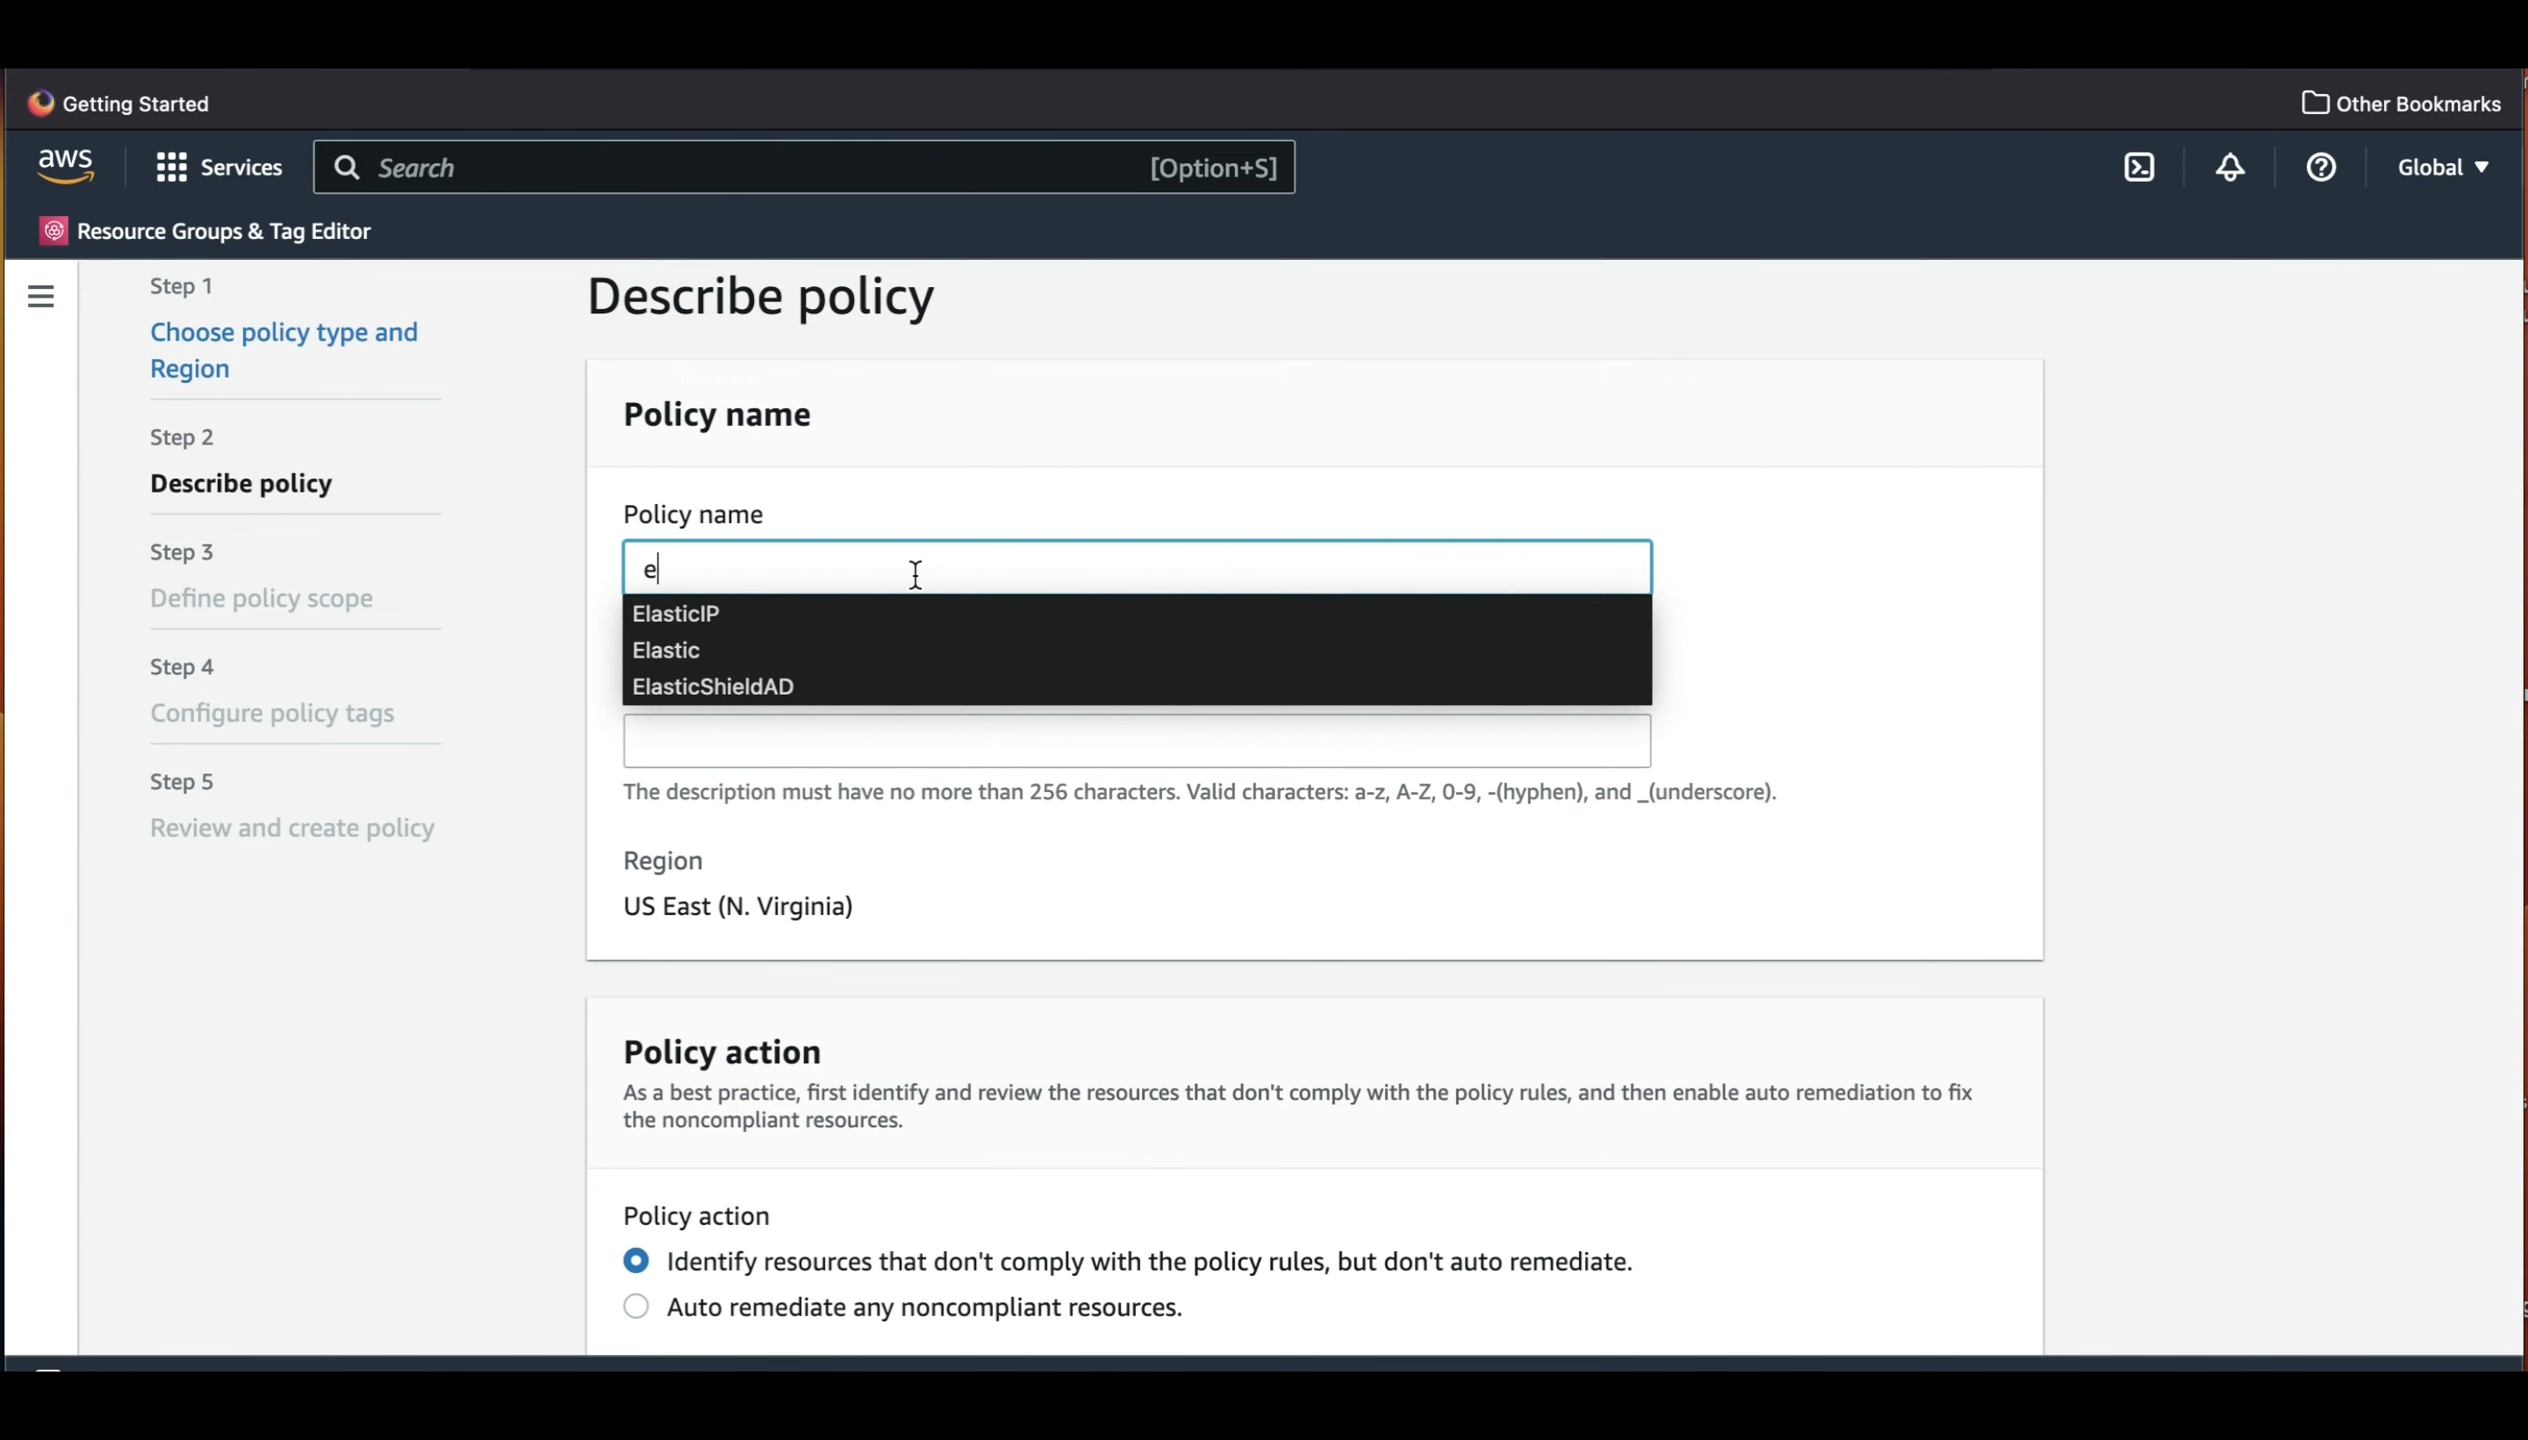 Getting Started
Other Bookmarks
aws
Services
Search
[Option+S]
Global
Resource Groups & Tag Editor
Step 1
Choose policy type and
Region
Step 2
Describe policy
Step 3
Define policy scope
Step 4
Configure policy tags
Step 5
Review and create policy
Describe policy
Policy name
Policy name
e
ElasticIP
Elastic
ElasticShieldAD
The description must have no more than 256 characters. Valid characters: a-z, A-Z, 0-9, -(hyphen), and _(underscore).
Region
US East (N. Virginia)
Policy action
As a best practice, first identify and review the resources that don't comply with the policy rules, and then enable auto remediation to fix
the noncompliant resources.
Policy action
Identify resources that don't comply with the policy rules, but don't auto remediate.
Auto remediate any noncompliant resources.